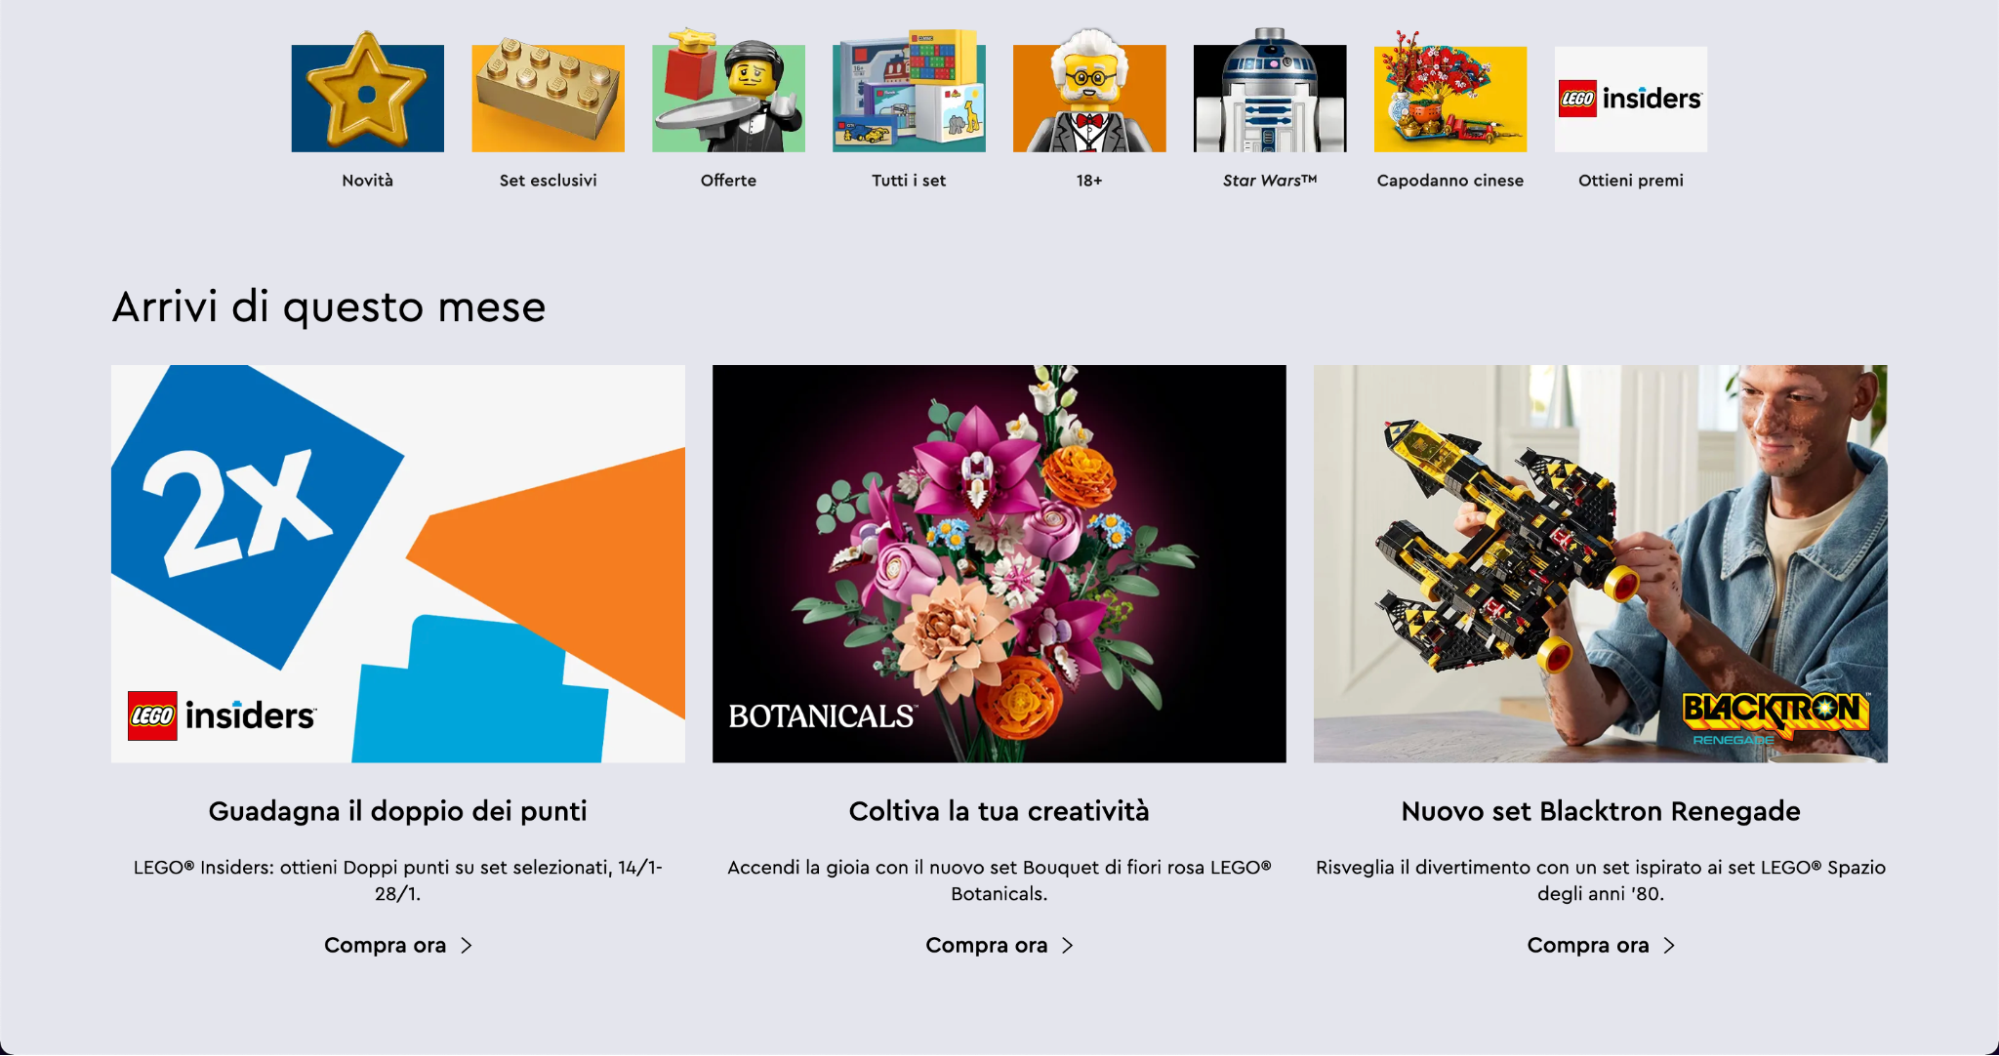 LEGO insiders™
Novità
Set esclusivi
Offerte
Tutti i set
18+
Star Wars™
Capodanno cinese
Ottieni premi
Arrivi di questo mese
2x
LEGO insiders™
BOTANICALS™
BLACKTRON™
RENEGADE
Guadagna il doppio dei punti
Coltiva la tua creatività
Nuovo set Blacktron Renegade
LEGO® Insiders: ottieni Doppi punti su set selezionati, 14/1-
28/1.
Accendi la gioia con il nuovo set Bouquet di fiori rosa LEGO®
Botanicals.
Risveglia il divertimento con un set ispirato ai set LEGO® Spazio
degli anni '80.
Compra ora
Compra ora
Compra ora